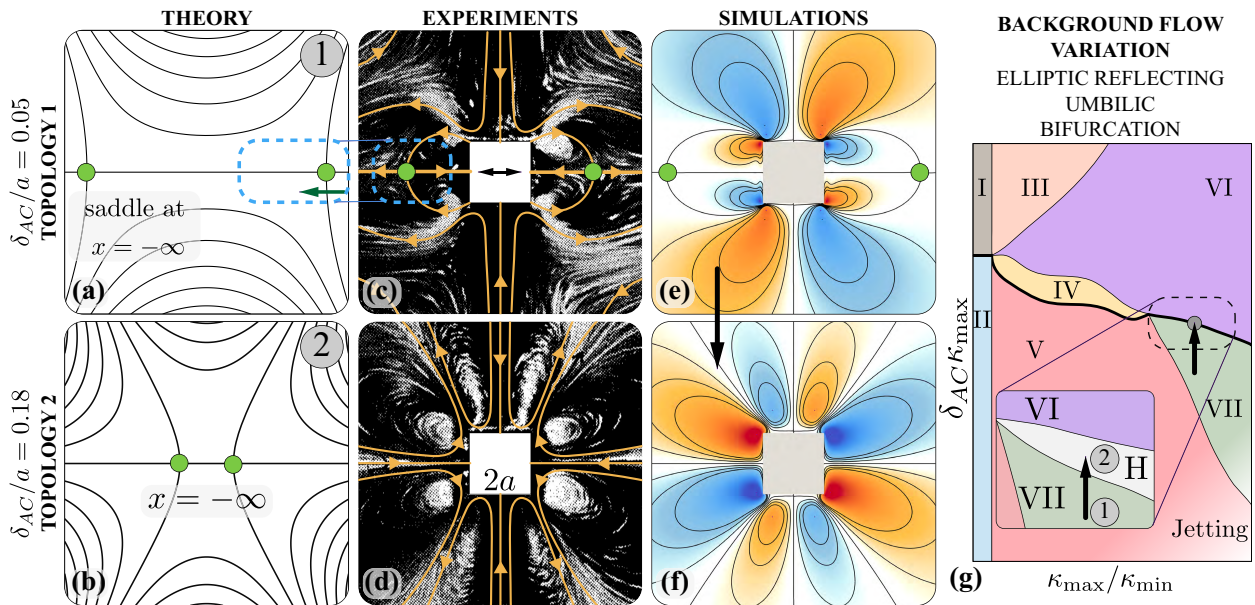 THEORY
EXPERIMENTS
SIMULATIONS
BACKGROUND FLOW
VARIATION
ELLIPTIC REFLECTING
UMBILIC
BIFURCATION
δ_AC/a = 0.05
TOPOLOGY 1
1
saddle at
x = −∞
(a)
(c)
(e)
δ_AC/a = 0.18
TOPOLOGY 2
2
x = −∞
(b)
2a
(d)
(f)
δ_AC κ_max
I
III
VI
II
IV
V
VII
VI
2
H
VII
1
Jetting
(g)
κ_max/κ_min